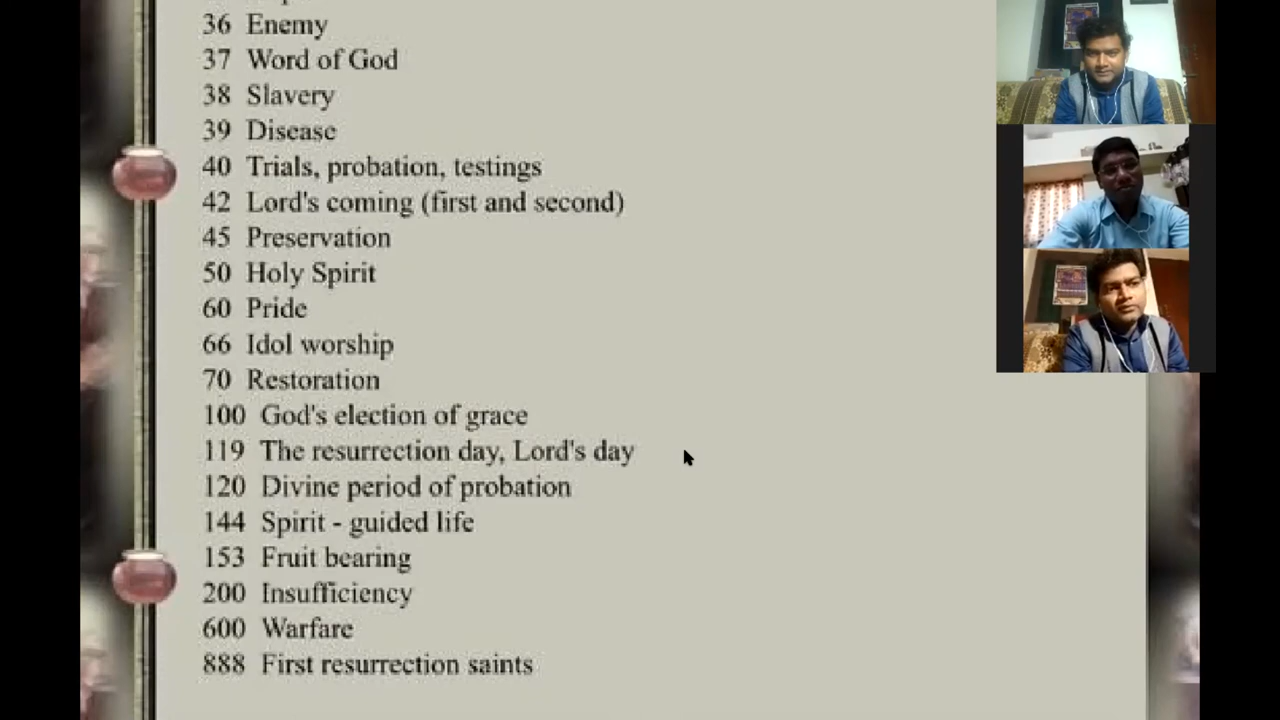 36 Enemy
37 Word of God
38 Slavery
39 Disease
40 Trials, probation, testings
42 Lord's coming (first and second)
45 Preservation
50 Holy Spirit
60 Pride
66 Idol worship
70 Restoration
100 God's election of grace
119 The resurrection day, Lord's day
120 Divine period of probation
144 Spirit - guided life
153 Fruit bearing
200 Insufficiency
600 Warfare
888 First resurrection saints